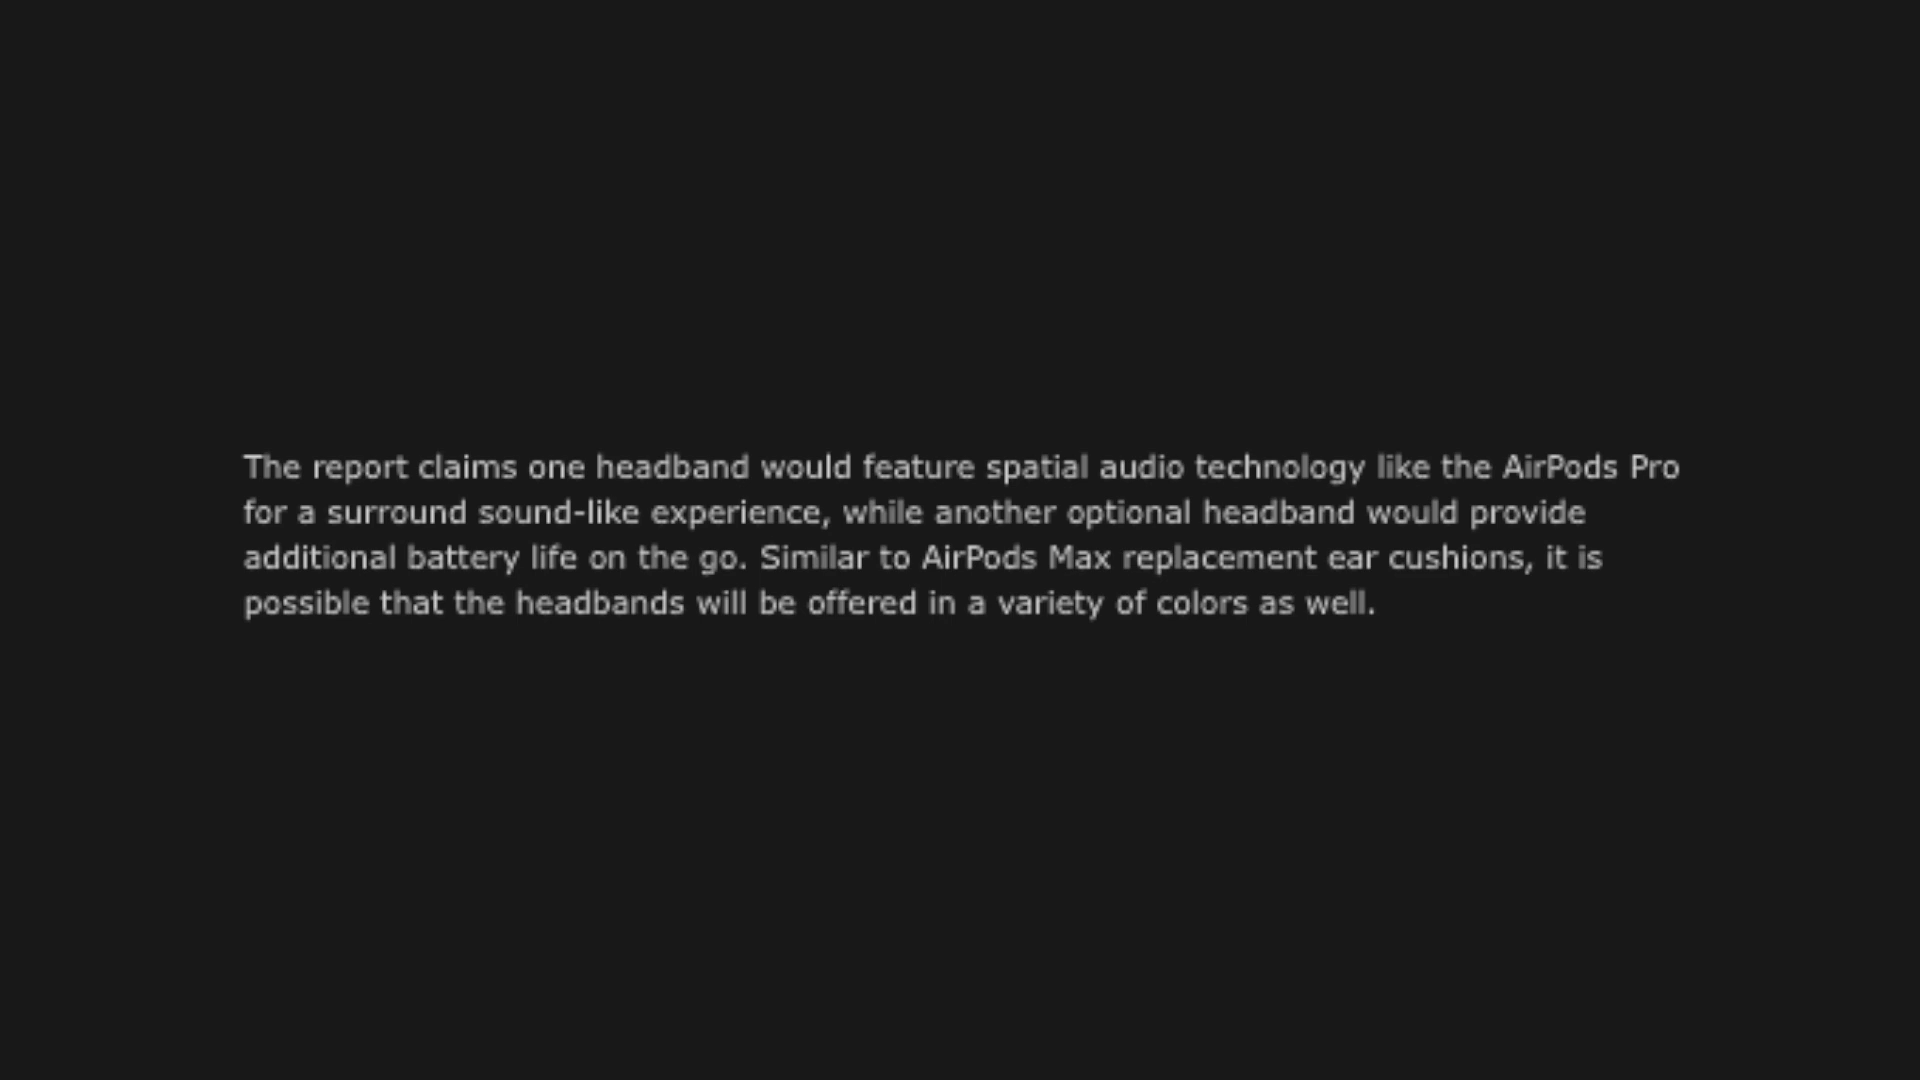 The report claims one headband would feature spatial audio technology like the AirPods Pro
for a surround sound-like experience, while another optional headband would provide
additional battery life on the go. Similar to AirPods Max replacement ear cushions, it is
possible that the headbands will be offered in a variety of colors as well.